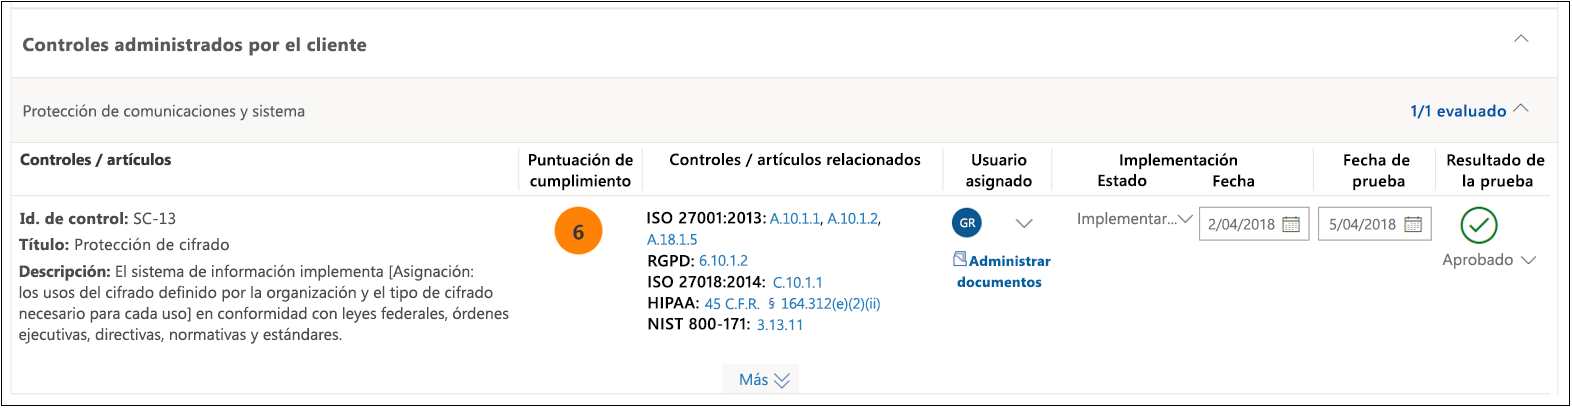 Controles administrados por el cliente
Protección de comunicaciones y sistema
1/1 evaluado
Controles / artículos
Puntuación de
cumplimiento
Controles / artículos relacionados
Usuario
asignado
Implementación
Estado
Fecha
Fecha de
prueba
Resultado de
la prueba
Id. de control: SC-13
Título: Protección de cifrado
Descripción: El sistema de información implementa [Asignación:
los usos del cifrado definido por la organización y el tipo de cifrado
necesario para cada uso] en conformidad con leyes federales, órdenes
ejecutivas, directivas, normativas y estándares.
6
ISO 27001:2013: A.10.1.1, A.10.1.2,
A.18.1.5
RGPD: 6.10.1.2
ISO 27018:2014: C.10.1.1
HIPAA: 45 C.F.R. § 164.312(e)(2)(ii)
NIST 800-171: 3.13.11
GR
Administrar
documentos
Implementar...
2/04/2018
5/04/2018
Aprobado
Más